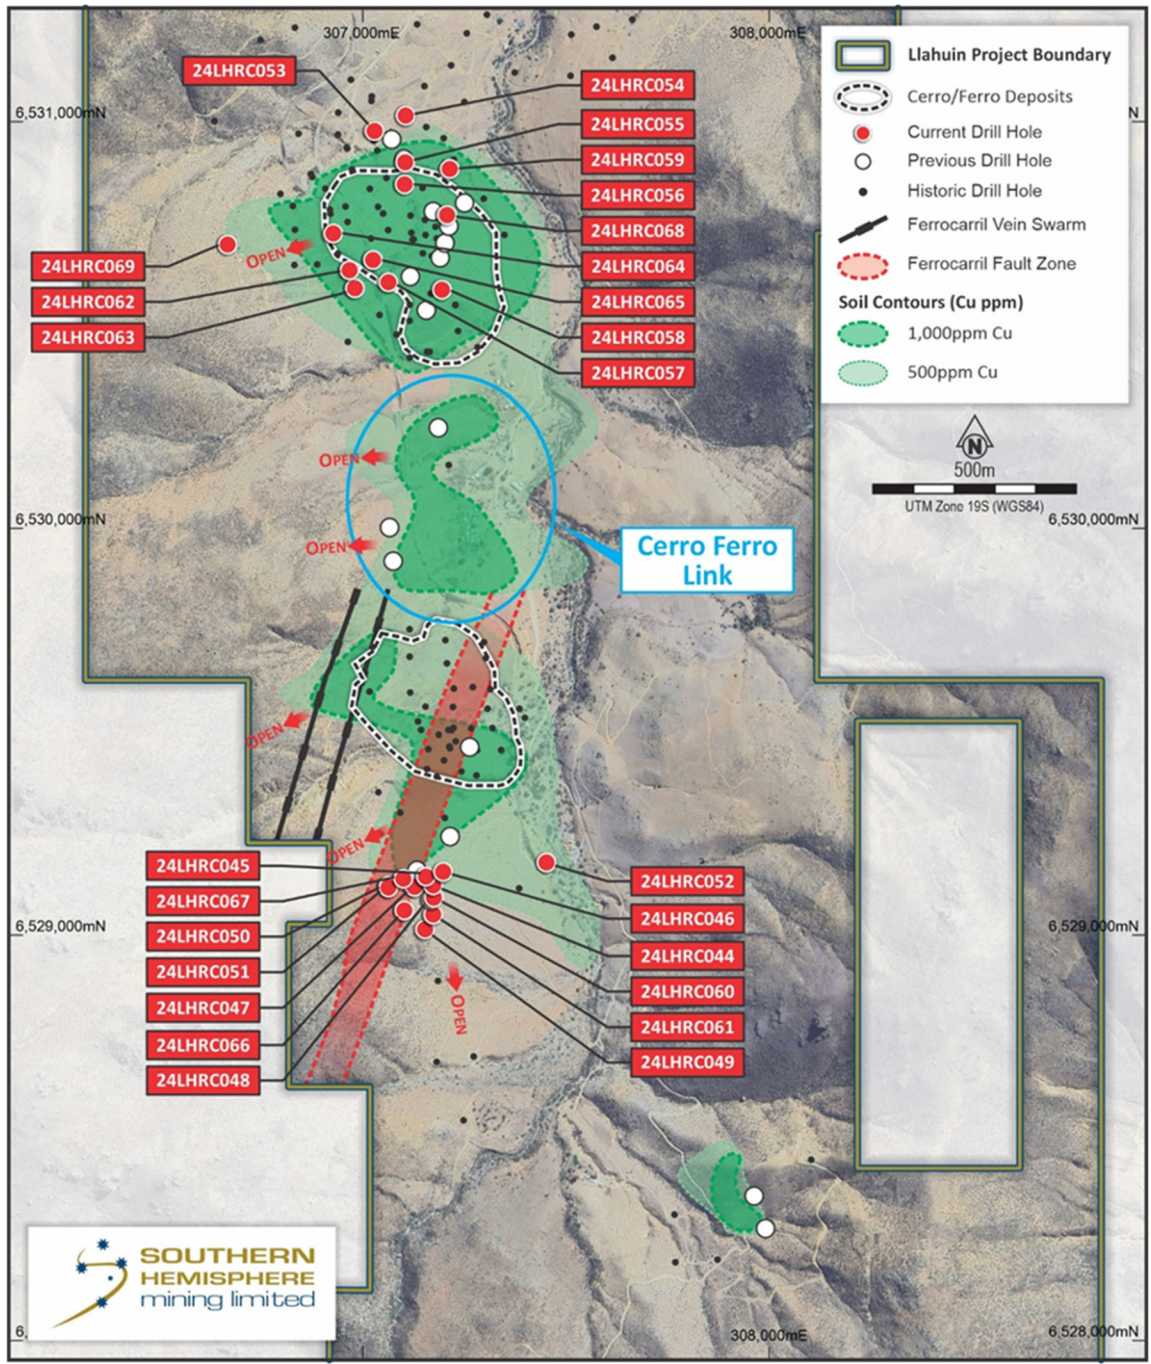 307,000mE
308,000mE
24LHRC053
24LHRC054
6,531,000mN
24LHRC055
24LHRC059
24LHRC056
24LHRC068
24LHRC069
24LHRC064
24LHRC062
24LHRC065
24LHRC063
24LHRC058
24LHRC057
OPEN
Llahuin Project Boundary
Cerro/Ferro Deposits
Current Drill Hole
Previous Drill Hole
Historic Drill Hole
Ferrocarril Vein Swarm
Ferrocarril Fault Zone
Soil Contours (Cu ppm)
1,000ppm Cu
500ppm Cu
N
N
500m
UTM Zone 19S (WGS84)
OPEN
6,530,000mN
6,530,000mN
OPEN
Cerro Ferro
Link
OPEN
OPEN
24LHRC045
24LHRC052
24LHRC067
24LHRC046
24LHRC050
6,529,000mN
6,529,000mN
24LHRC044
24LHRC051
24LHRC060
24LHRC047
OPEN
24LHRC061
24LHRC066
24LHRC049
24LHRC048
SOUTHERN
HEMISPHERE
mining limited
6,
308,000mE
6,528,000mN